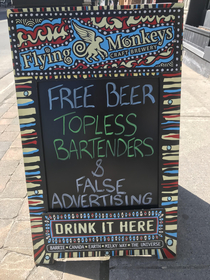 Flying Monkeys
CRAFT BREWERY
FREE BEER
TOPLESS
BARTENDERS
&
FALSE
ADVERTISING
DRINK IT HERE
BARRIE • CANADA • EARTH • MILKY WAY • THE UNIVERSE